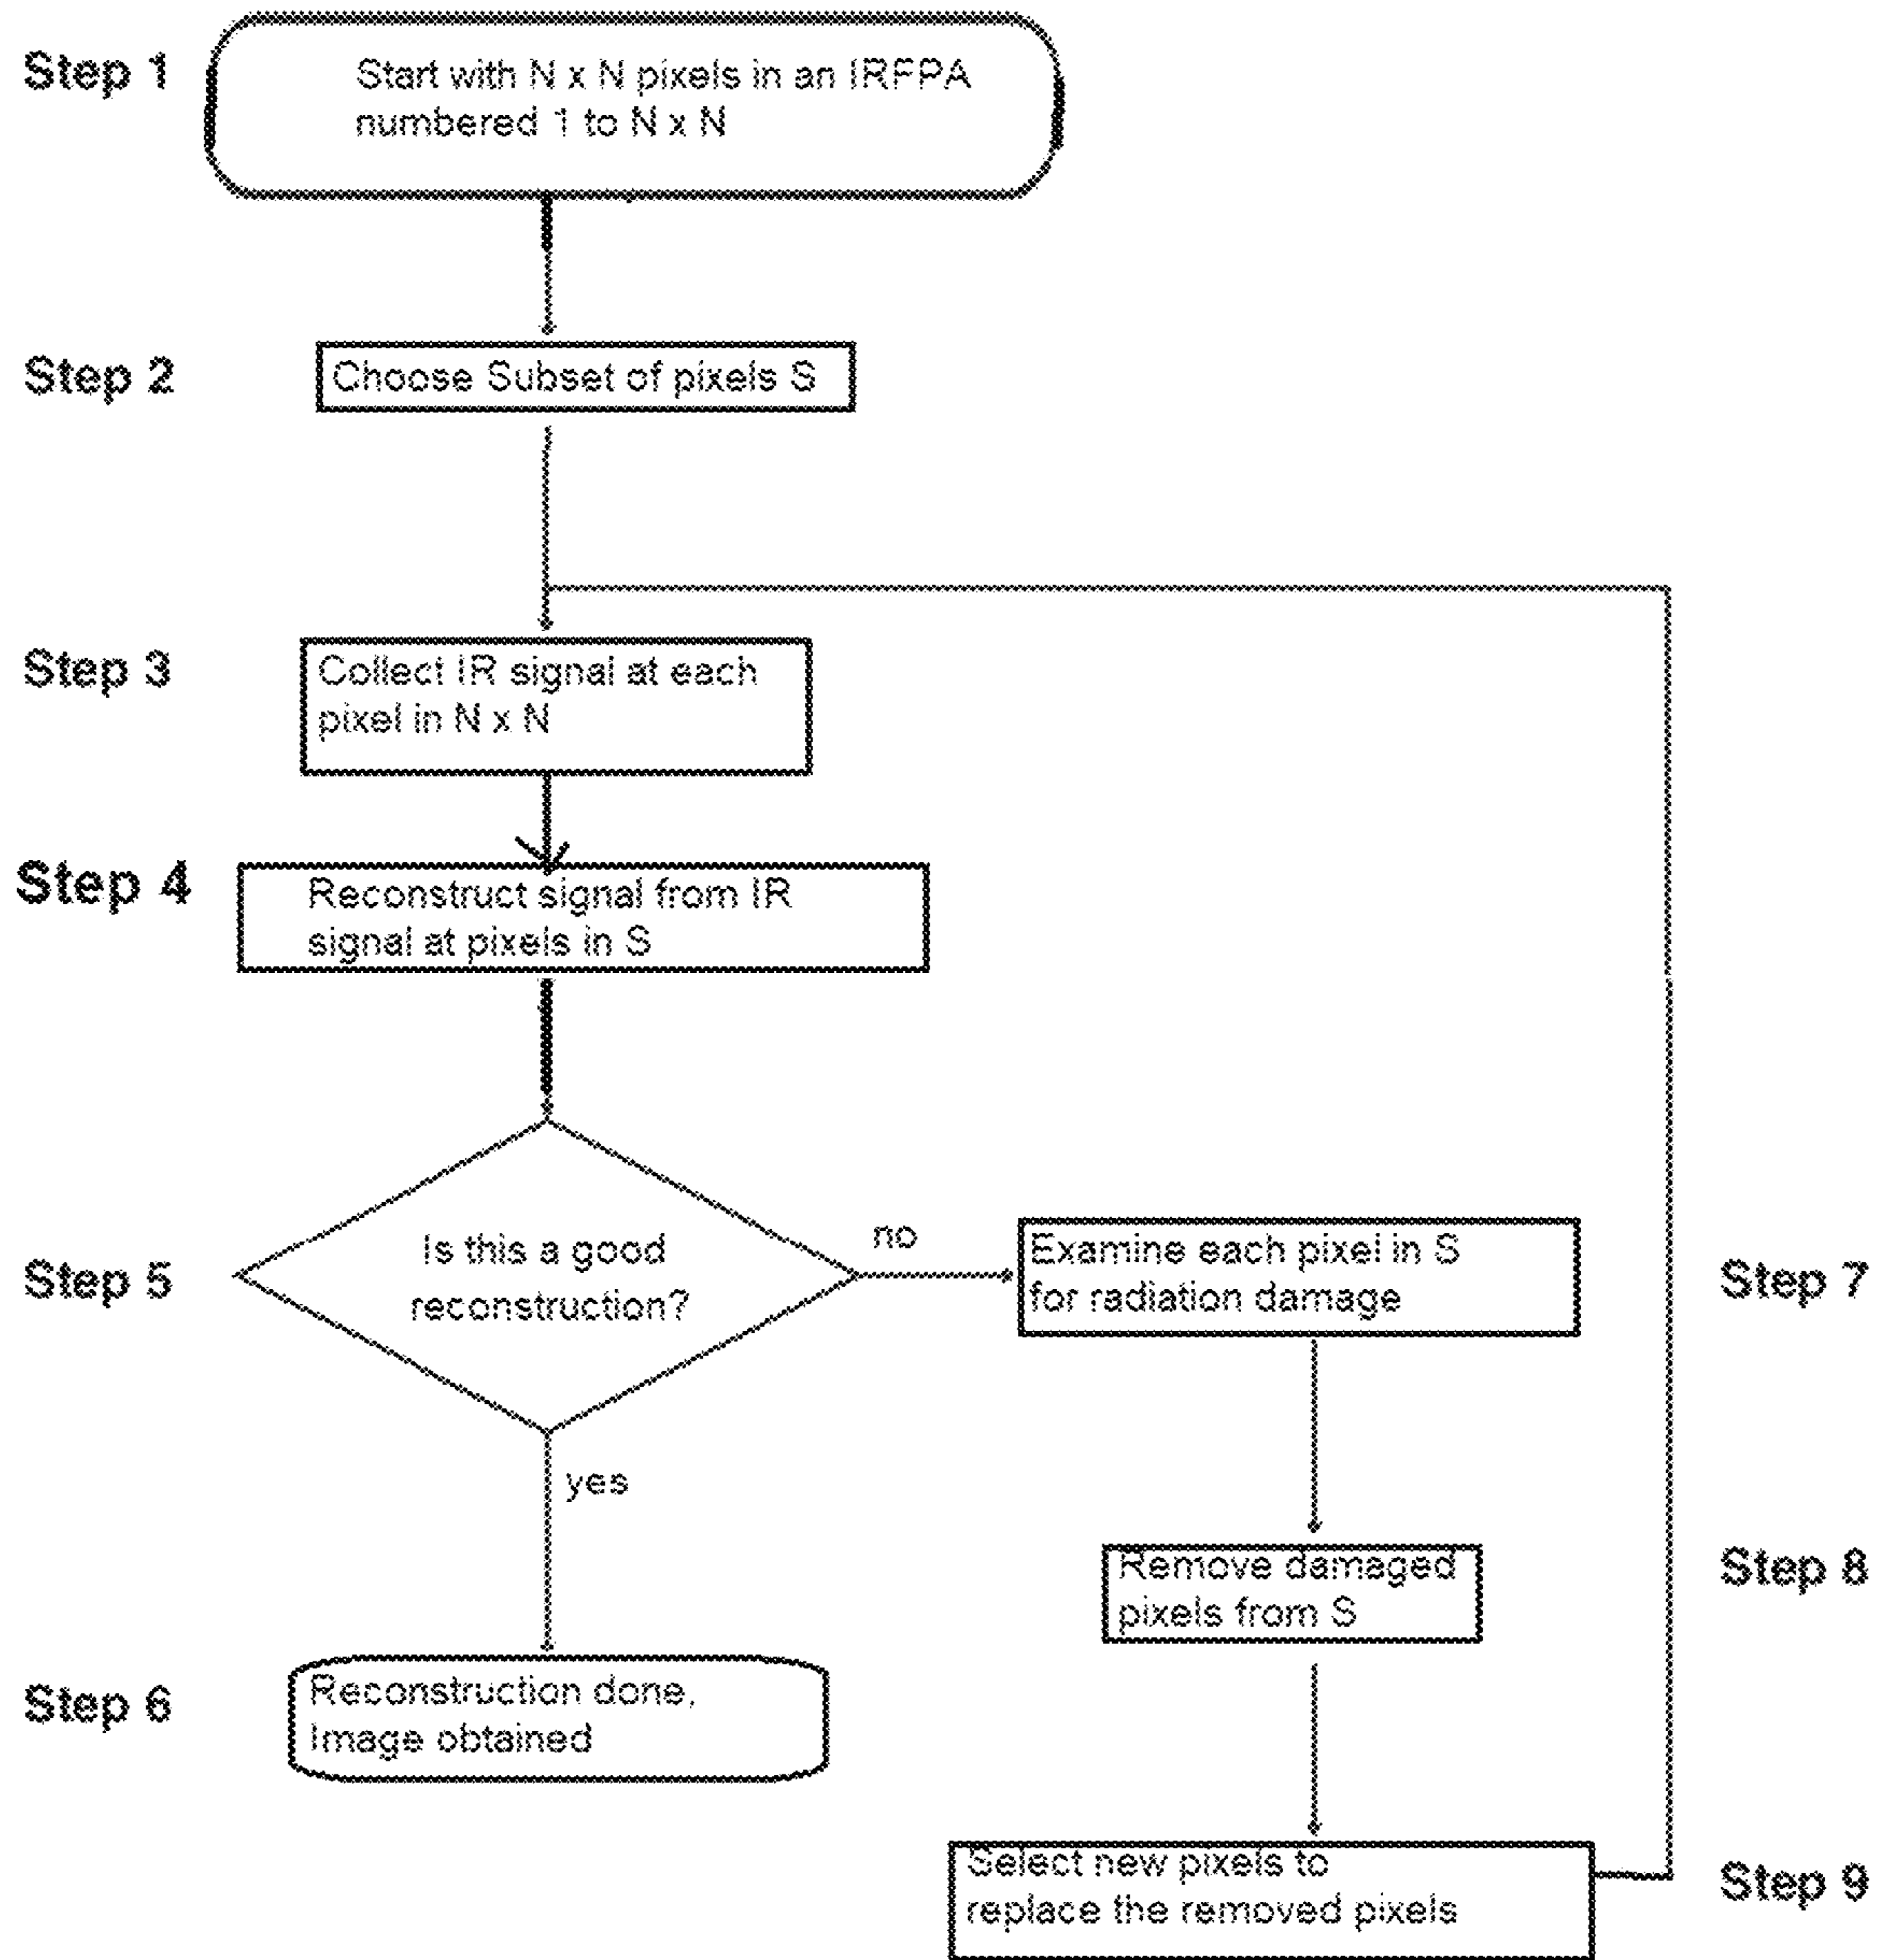 Step 1
Start with N x N pixels in an IRFPA
numbered 1 to N x N
Step 2
Choose Subset of pixels S
Step 3
Collect IR signal at each
pixel in N x N
Step 4
Reconstruct signal from IR
signal at pixels in S
Step 5
Is this a good
reconstruction?
no
yes
Step 6
Reconstruction done,
Image obtained
Examine each pixel in S
for radiation damage
Step 7
Remove damaged
pixels from S
Step 8
Select new pixels to
replace the removed pixels
Step 9